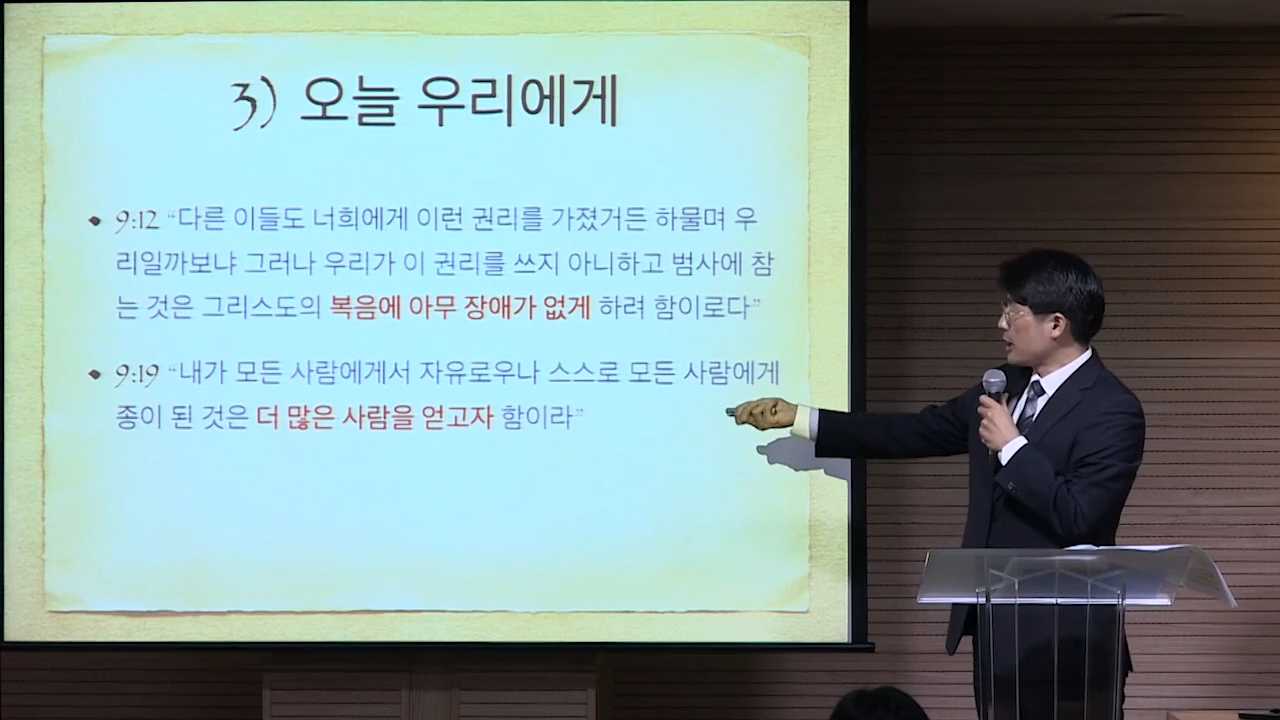 3) 오늘 우리에게
9:12 “다른 이들도 너희에게 이런 권리를 가졌거든 하물며 우
리일까보냐 그러나 우리가 이 권리를 쓰지 아니하고 범사에 참
는 것은 그리스도의 복음에 아무 장애가 없게 하려 함이로다”
9:19 “내가 모든 사람에게서 자유로우나 스스로 모든 사람에게
종이 된 것은 더 많은 사람을 얻고자 함이라”